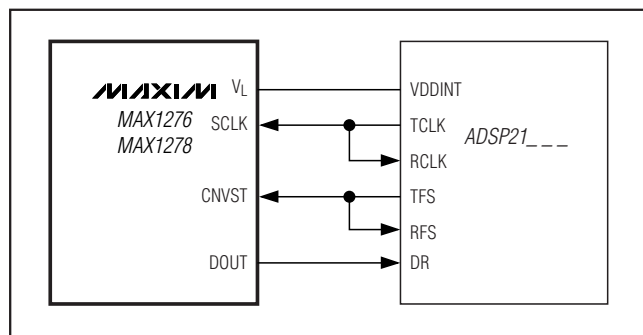 MAXIM
MAX1276
MAX1278
VL
SCLK
CNVST
DOUT
VDDINT
TCLK
RCLK
TFS
RFS
DR
ADSP21_ _ _